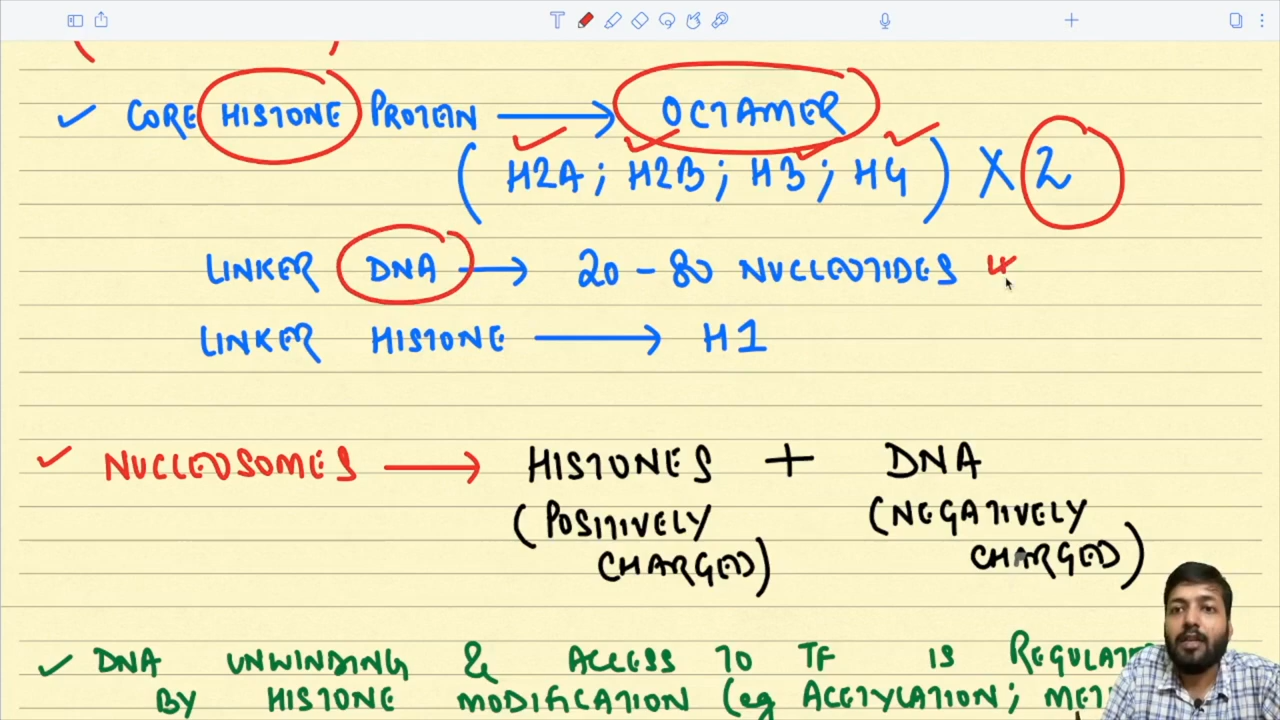 ✓ CORE HISTONE PROTEIN → OCTAMER
(H2A; H2B; H3; H4) X 2
LINKER DNA → 20 - 80 NUCLEOTIDES
LINKER HISTONE → H1
✓ NUCLEOSOMES → HISTONES + DNA
(POSITIVELY CHARGED) (NEGATIVELY CHARGED)
✓ DNA UNWINDING & ACCESS TO TF IS
BY HISTONE MODIFICATION (eg ACETYLATION;